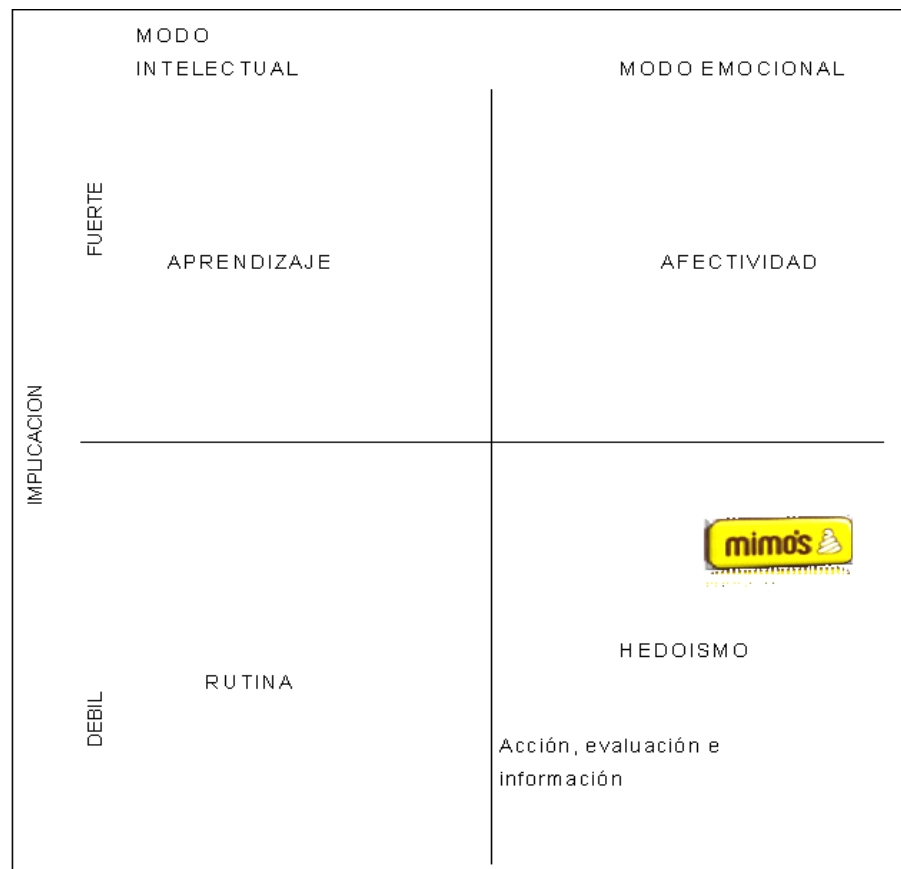 MODO
INTELECTUAL
MODO EMOCIONAL
FUERTE
APRENDIZAJE
AFECTIVIDAD
IMPLICACION
mimo's
HEDOISMO
RUTINA
DEBIL
Acción, evaluación e
información